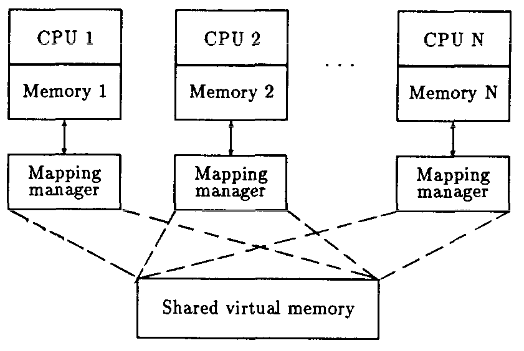 CPU 1
CPU 2
CPU N
. . .
Memory 1
Memory 2
Memory N
Mapping
manager
Mapping
manager
Mapping
manager
Shared virtual memory